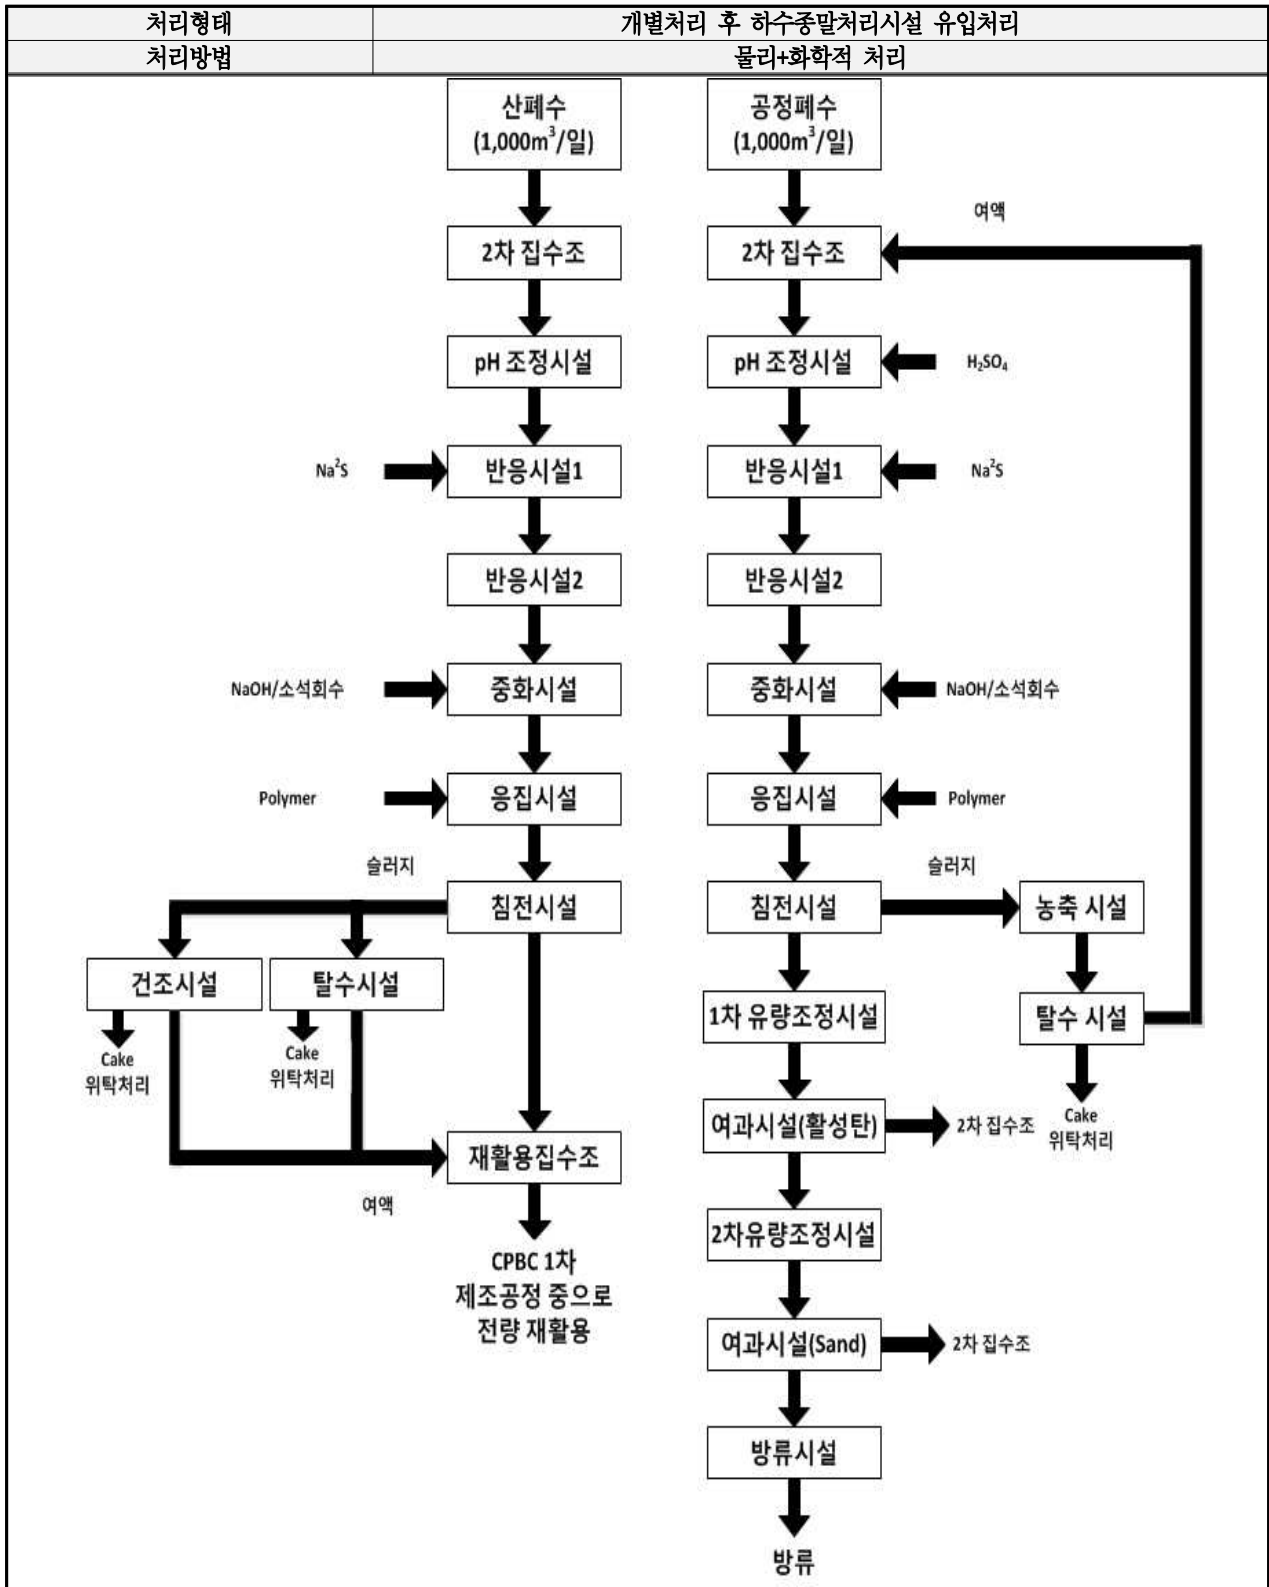 처리형태
개별처리 후 하수종말처리시설 유입처리
처리방법
물리+화학적 처리
산폐수
(1,000m³/일)
공정폐수
(1,000m³/일)
여액
2차 집수조
2차 집수조
pH 조정시설
pH 조정시설
H₂SO₄
Na²S
반응시설1
반응시설1
Na²S
반응시설2
반응시설2
NaOH/소석회수
중화시설
중화시설
NaOH/소석회수
Polymer
응집시설
응집시설
Polymer
슬러지
슬러지
침전시설
침전시설
농축 시설
건조시설
탈수시설
1차 유량조정시설
탈수 시설
Cake
위탁처리
Cake
위탁처리
여과시설(활성탄)
2차 집수조
Cake
위탁처리
재활용집수조
여액
2차유량조정시설
CPBC 1차
제조공정 중으로
전량 재활용
여과시설(Sand)
2차 집수조
방류시설
방류